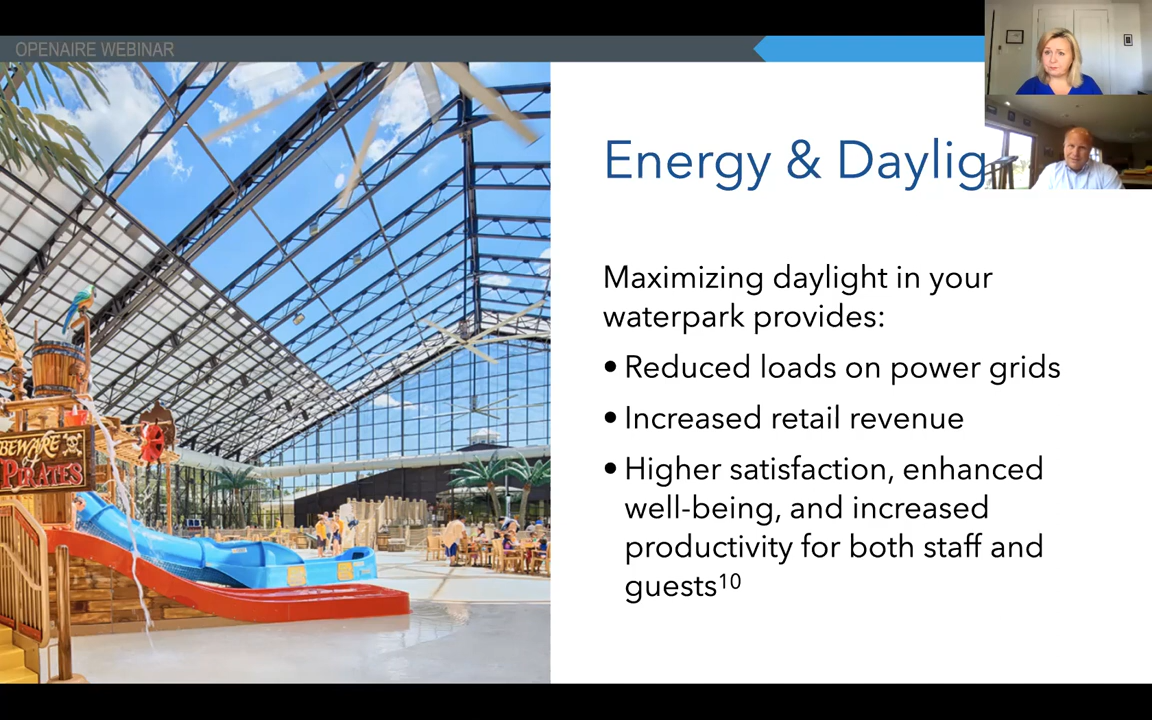 OPENAIRE WEBINAR
Energy & Daylig
Maximizing daylight in your
waterpark provides:
• Reduced loads on power grids
• Increased retail revenue
• Higher satisfaction, enhanced
well-being, and increased
productivity for both staff and
guests¹⁰
BEWARE
of
PIRATES